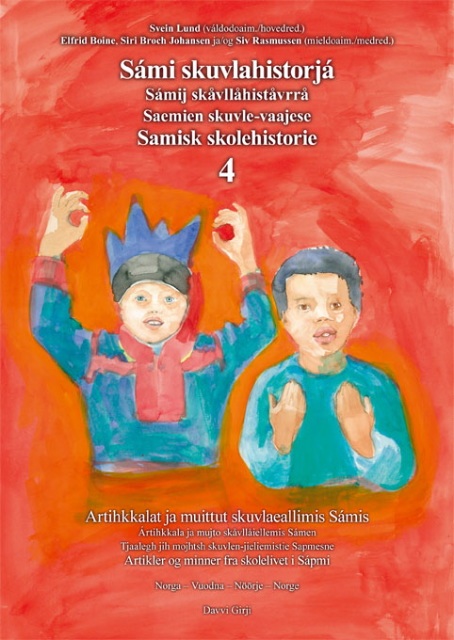 Svein Lund (váldodoaim./hovedred.)
Elfrid Boine, Siri Broch Johansen ja/og Siv Rasmussen (mieldoaim./medred.)
Sámi skuvlahistorjá
Sámij skåvllåhiståvrrå
Saemien skuvle-vaajese
Samisk skolehistorie
4
Artihkkalat ja muittut skuvlaeallimis Sámis
Artihkkala ja mujto skåvllåiellemis Sámen
Tjaalegh jïh mojhtsh skuvlen-jieliemistie Sapmesne
Artikler og minner fra skolelivet i Sápmi
Norga – Vuodna – Nöörje – Norge
Davvi Girji